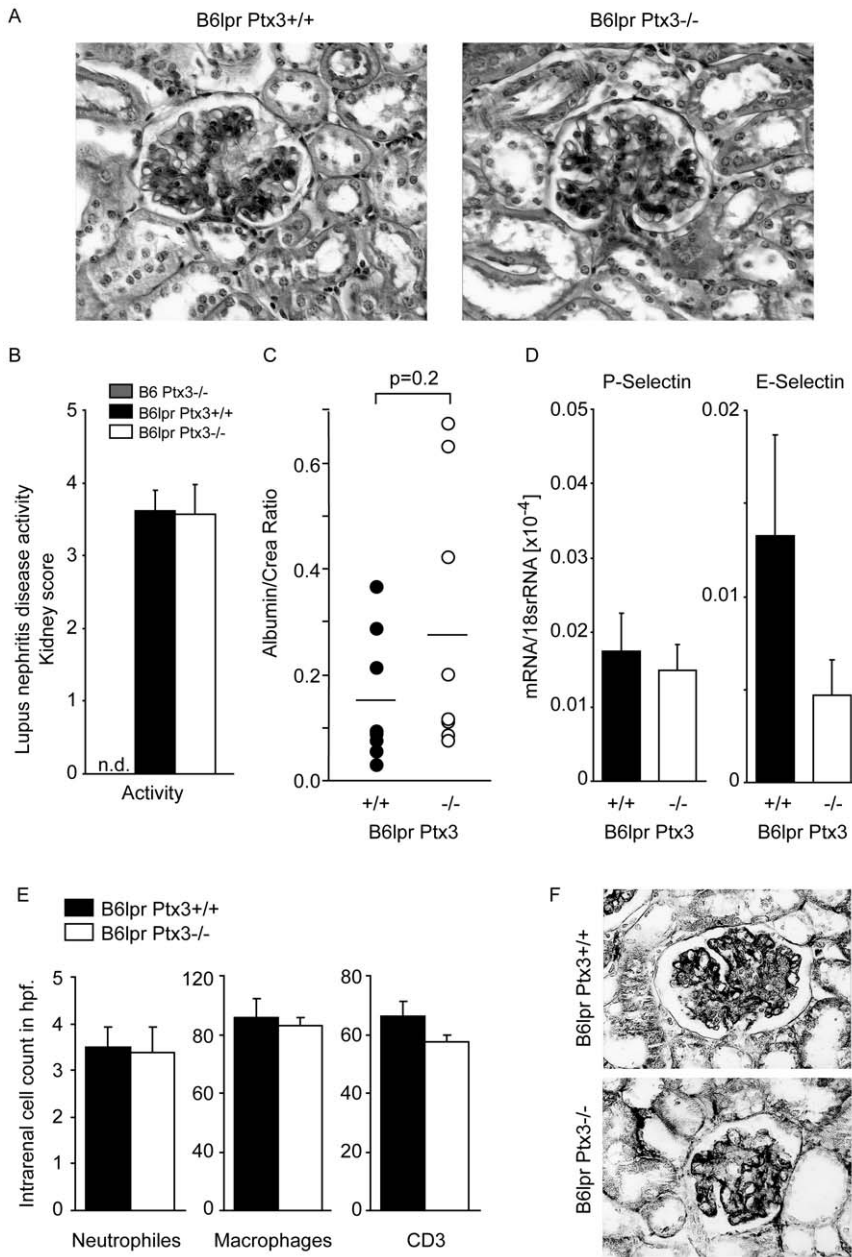 A
B6lpr Ptx3+/+
B6lpr Ptx3-/-
B
B6 Ptx3-/-
B6lpr Ptx3+/+
B6lpr Ptx3-/-
Lupus nephritis disease activity
Kidney score
5
4
3
2
1
0
n.d.
Activity
C
p=0.2
Albumin/Crea Ratio
0.6
0.4
0.2
0.0
+/+
-/-
B6lpr Ptx3
D
P-Selectin
E-Selectin
mRNA/18srRNA [x10-4]
0.05
0.04
0.03
0.02
0.01
0
+/+
-/-
B6lpr Ptx3
0.02
0.01
0
+/+
-/-
B6lpr Ptx3
E
B6lpr Ptx3+/+
B6lpr Ptx3-/-
Intrarenal cell count in hpf.
5
4
3
2
1
0
Neutrophiles
120
80
40
0
Macrophages
80
60
40
20
0
CD3
F
B6lpr Ptx3+/+
B6lpr Ptx3-/-